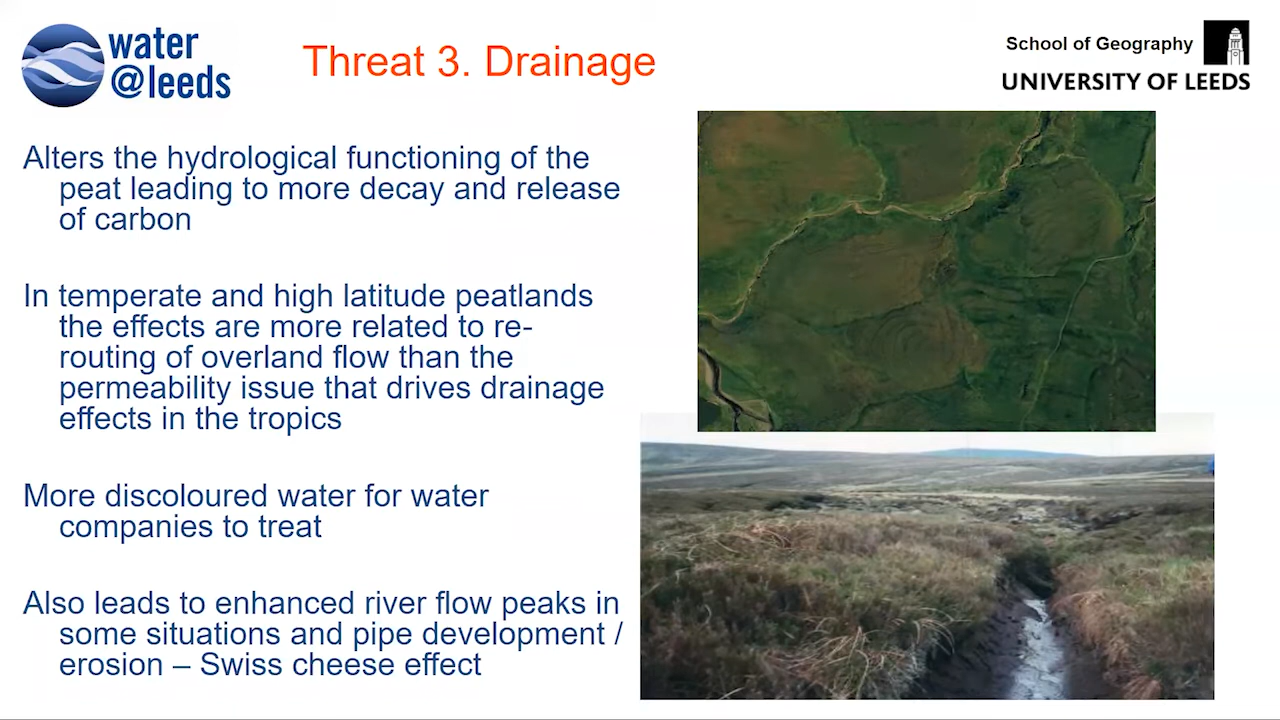 water
@leeds
Threat 3. Drainage
School of Geography
UNIVERSITY OF LEEDS
Alters the hydrological functioning of the
peat leading to more decay and release
of carbon
In temperate and high latitude peatlands
the effects are more related to re-
routing of overland flow than the
permeability issue that drives drainage
effects in the tropics
More discoloured water for water
companies to treat
Also leads to enhanced river flow peaks in
some situations and pipe development /
erosion – Swiss cheese effect